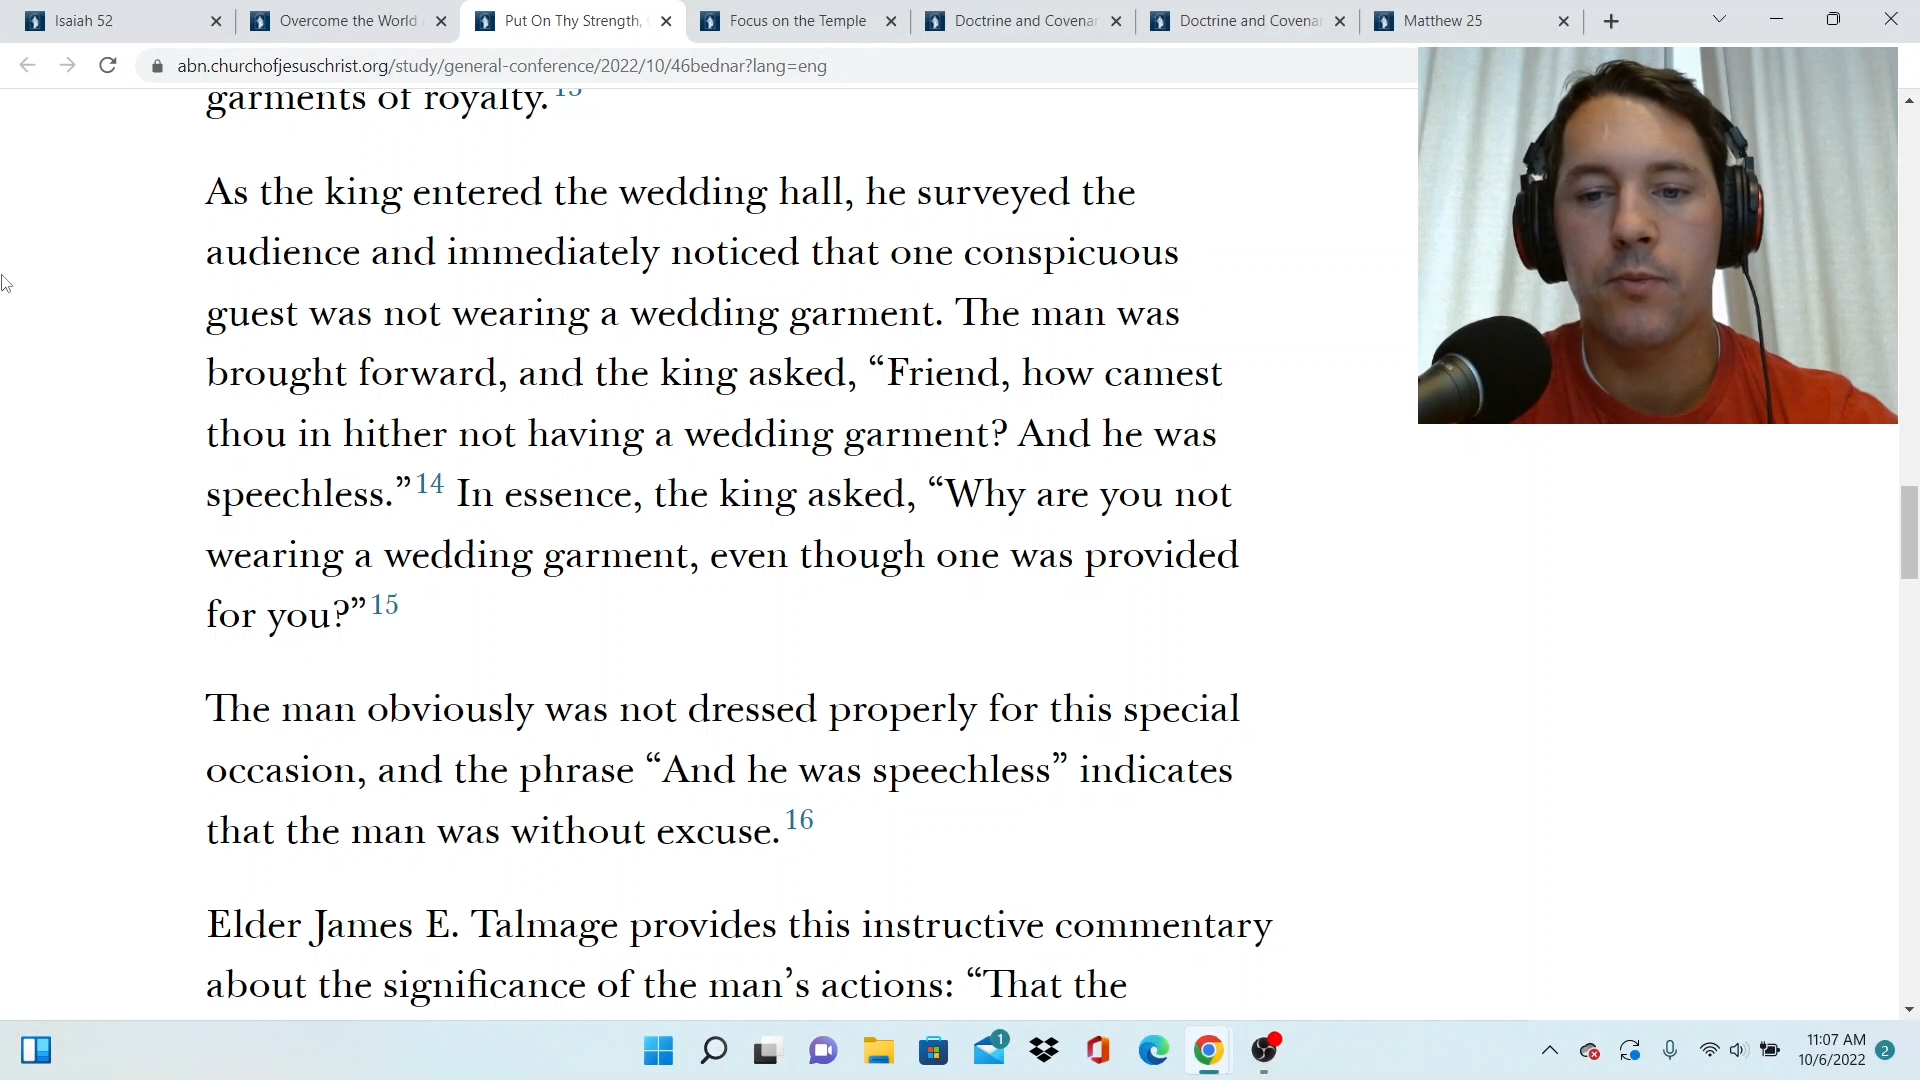 Isaiah 52
Overcome the World
Put On Thy Strength,
Focus on the Temple
Doctrine and Covenan
Doctrine and Covenan
Matthew 25
abn.churchofjesuschrist.org/study/general-conference/2022/10/46bednar?lang=eng
garments of royalty.
As the king entered the wedding hall, he surveyed the
audience and immediately noticed that one conspicuous
guest was not wearing a wedding garment. The man was
brought forward, and the king asked, “Friend, how camest
thou in hither not having a wedding garment? And he was
speechless.”14 In essence, the king asked, “Why are you not
wearing a wedding garment, even though one was provided
for you?”15
The man obviously was not dressed properly for this special
occasion, and the phrase “And he was speechless” indicates
that the man was without excuse.16
Elder James E. Talmage provides this instructive commentary
about the significance of the man’s actions: “That the
1
11:07 AM
10/6/2022
2